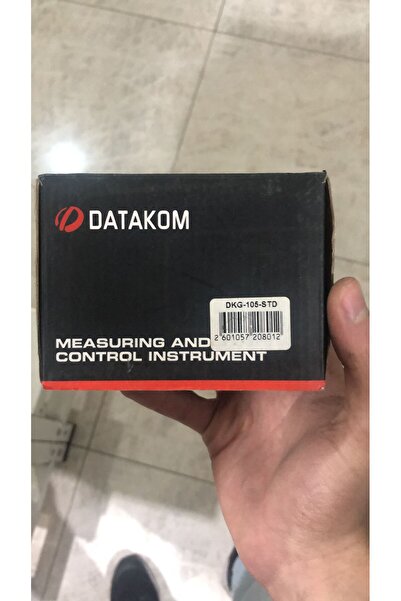 DATAKOM
DKG-105-STD
2 601057 208012
MEASURING AND
CONTROL INSTRUMENT